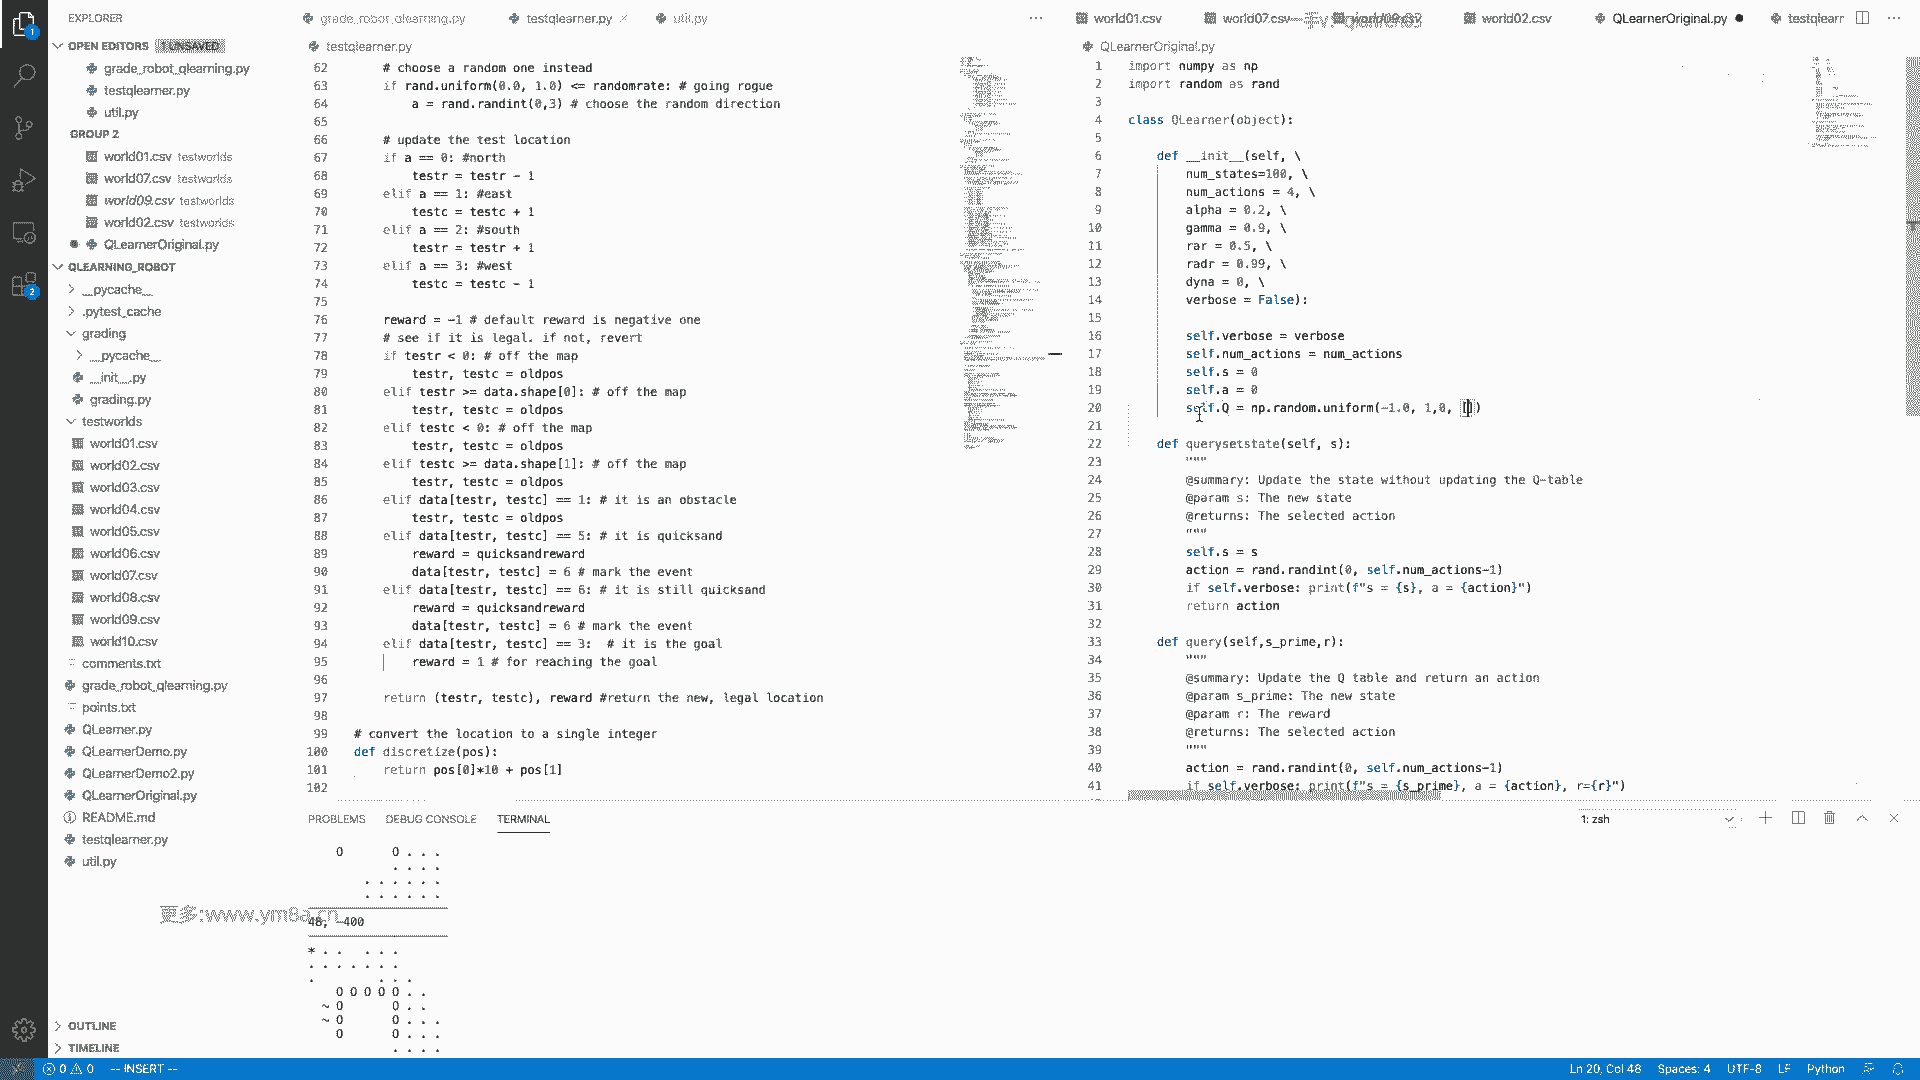 EXPLORER
OPEN EDITORS 1 UNSAVED
grade_robot_qlearning.py
testqlearner.py
util.py
GROUP 2
world01.csv testworlds
world07.csv testworlds
world09.csv testworlds
world02.csv testworlds
QLearnerOriginal.py
QLEARNING_ROBOT
__pycache__
.pytest_cache
grading
__pycache__
__init__.py
grading.py
testworlds
world01.csv
world02.csv
world03.csv
world04.csv
world05.csv
world06.csv
world07.csv
world08.csv
world09.csv
world10.csv
comments.txt
grade_robot_qlearning.py
points.txt
QLearner.py
QLearnerDemo.py
QLearnerDemo2.py
QLearnerOriginal.py
README.md
testqlearner.py
util.py
OUTLINE
TIMELINE
grade_robot_qlearning.py testqlearner.py util.py
testqlearner.py
62 # choose a random one instead
63 if rand.uniform(0.0, 1.0) <= randomrate: # going rogue
64 a = rand.randint(0,3) # choose the random direction
65
66 # update the test location
67 if a == 0: #north
68 testr = testr - 1
69 elif a == 1: #east
70 testc = testc + 1
71 elif a == 2: #south
72 testr = testr + 1
73 elif a == 3: #west
74 testc = testc - 1
75
76 reward = -1 # default reward is negative one
77 # see if it is legal. if not, revert
78 if testr < 0: # off the map
79 testr, testc = oldpos
80 elif testr >= data.shape[0]: # off the map
81 testr, testc = oldpos
82 elif testc < 0: # off the map
83 testr, testc = oldpos
84 elif testc >= data.shape[1]: # off the map
85 testr, testc = oldpos
86 elif data[testr, testc] == 1: # it is an obstacle
87 testr, testc = oldpos
88 elif data[testr, testc] == 5: # it is quicksand
89 reward = quicksandreward
90 data[testr, testc] = 6 # mark the event
91 elif data[testr, testc] == 6: # it is still quicksand
92 reward = quicksandreward
93 data[testr, testc] = 6 # mark the event
94 elif data[testr, testc] == 3:  # it is the goal
95 reward = 1 # for reaching the goal
96
97 return (testr, testc), reward #return the new, legal location
98
99 # convert the location to a single integer
100 def discretize(pos):
101 return pos[0]*10 + pos[1]
102
world01.csv world07.csv world09.csv world02.csv QLearnerOriginal.py testqlearr
QLearnerOriginal.py
1 import numpy as np
2 import random as rand
3
4 class QLearner(object):
5
6 def __init__(self, \
7 num_states=100, \
8 num_actions = 4, \
9 alpha = 0.2, \
10 gamma = 0.9, \
11 rar = 0.5, \
12 radr = 0.99, \
13 dyna = 0, \
14 verbose = False):
15
16 self.verbose = verbose
17 self.num_actions = num_actions
18 self.s = 0
19 self.a = 0
20 self.Q = np.random.uniform(-1.0, 1,0, [])
21
22 def querysetstate(self, s):
23 """
24 @summary: Update the state without updating the Q-table
25 @param s: The new state
26 @returns: The selected action
27 """
28 self.s = s
29 action = rand.randint(0, self.num_actions-1)
30 if self.verbose: print(f"s = {s}, a = {action}")
31 return action
32
33 def query(self,s_prime,r):
34 """
35 @summary: Update the Q table and return an action
36 @param s_prime: The new state
37 @param r: The reward
38 @returns: The selected action
39 """
40 action = rand.randint(0, self.num_actions-1)
41 if self.verbose: print(f"s = {s_prime}, a = {action}, r={r}")
PROBLEMS DEBUG CONSOLE TERMINAL 1: zsh
0 0 . . .
. . . .
. . . . . .
. . . . . .
48, -400
* . . . . .
. . . . . . .
. . . .
0 0 0 0 0 . .
~ 0 0 . .
~ 0 0 . . .
0 0 . . .
. . . .
更多:www.ym8a.cn
0 0 -- INSERT -- Ln 20, Col 48 Spaces: 4 UTF-8 LF Python